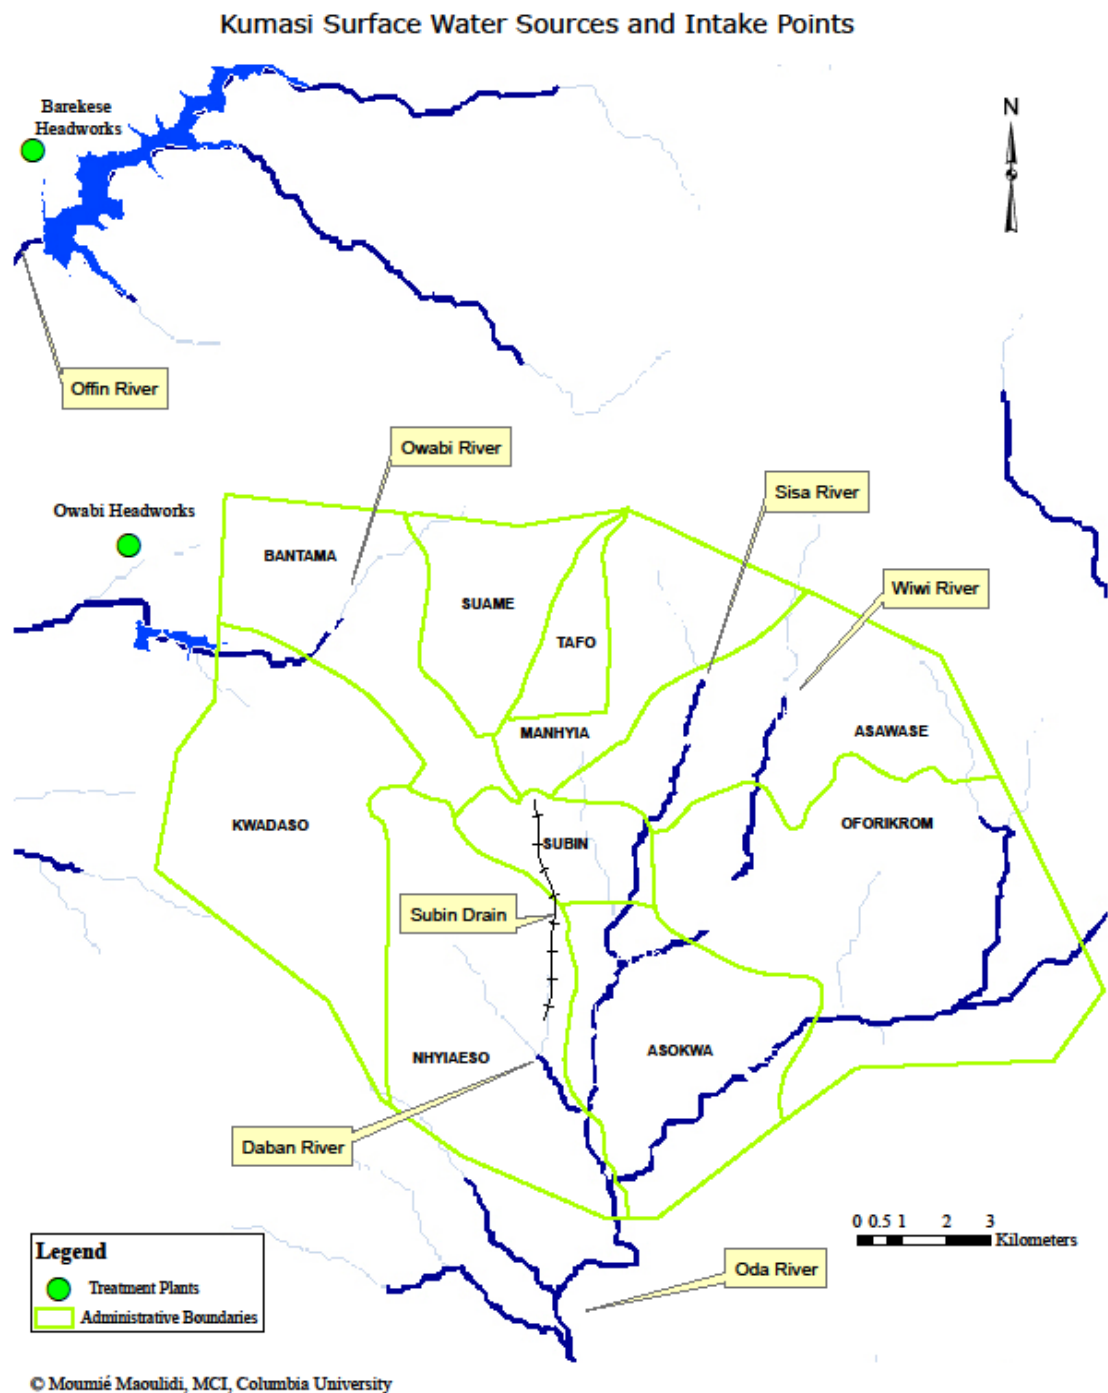 Kumasi Surface Water Sources and Intake Points
Barekese
Headworks
N
Offin River
Owabi River
Sisa River
Owabi Headworks
BANTAMA
Wiwi River
SUAME
TAFO
MANHYIA
ASAWASE
KWADASO
SUBIN
OFORIKROM
Subin Drain
NHYIAESO
ASOKWA
Daban River
0 0.5 1 2 3
Kilometers
Oda River
Legend
Treatment Plants
Administrative Boundaries
© Moumié Maoulidi, MCI, Columbia University